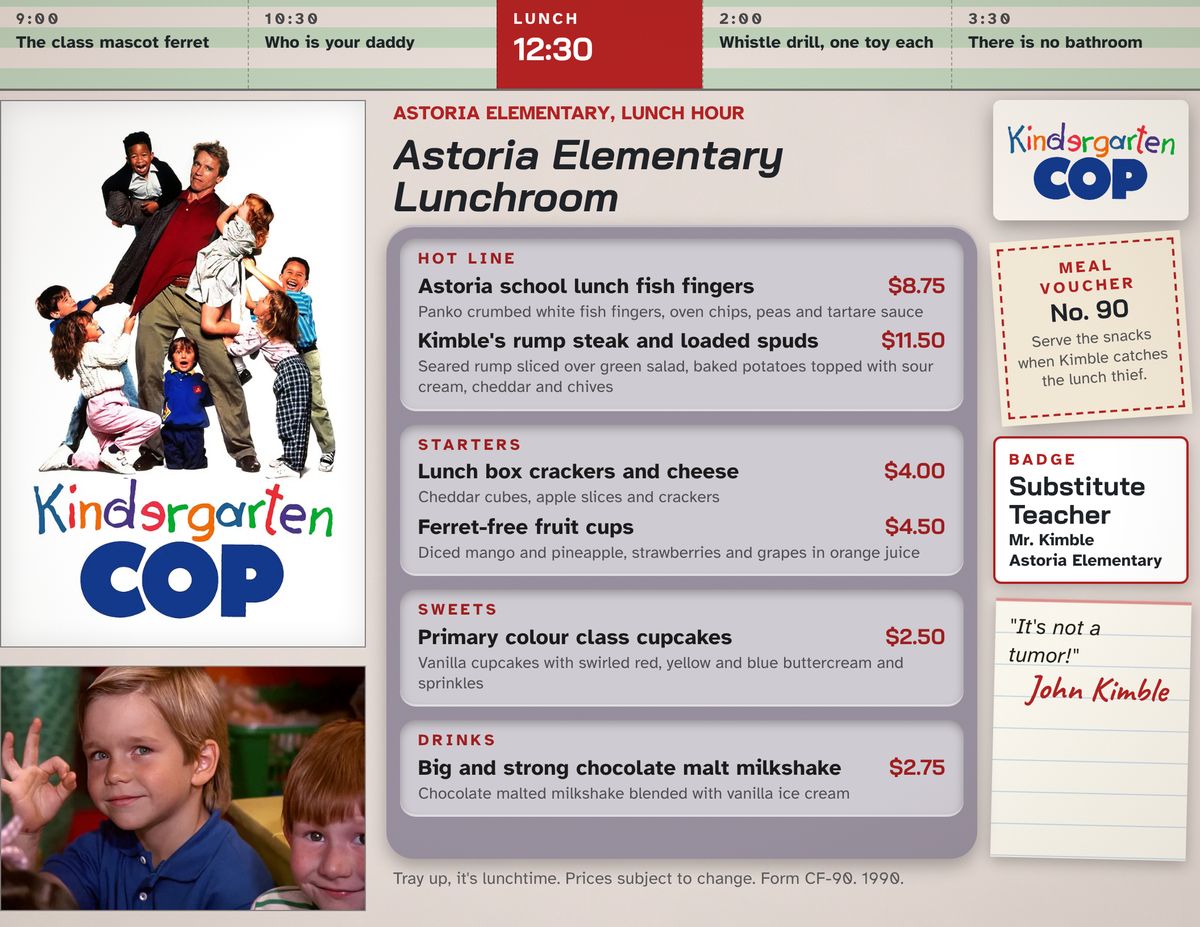 9:00
The class mascot ferret
10:30
Who is your daddy
LUNCH
12:30
2:00
Whistle drill, one toy each
3:30
There is no bathroom
Kindergarten
COP
ASTORIA ELEMENTARY, LUNCH HOUR
Astoria Elementary
Lunchroom
HOT LINE
Astoria school lunch fish fingers $8.75
Panko crumbed white fish fingers, oven chips, peas and tartare sauce
Kimble's rump steak and loaded spuds $11.50
Seared rump sliced over green salad, baked potatoes topped with sour
cream, cheddar and chives
STARTERS
Lunch box crackers and cheese $4.00
Cheddar cubes, apple slices and crackers
Ferret-free fruit cups $4.50
Diced mango and pineapple, strawberries and grapes in orange juice
SWEETS
Primary colour class cupcakes $2.50
Vanilla cupcakes with swirled red, yellow and blue buttercream and
sprinkles
DRINKS
Big and strong chocolate malt milkshake $2.75
Chocolate malted milkshake blended with vanilla ice cream
Tray up, it's lunchtime. Prices subject to change. Form CF-90. 1990.
Kindergarten
COP
MEAL
VOUCHER
No. 90
Serve the snacks
when Kimble catches
the lunch thief.
BADGE
Substitute
Teacher
Mr. Kimble
Astoria Elementary
"It's not a
tumor!"
John Kimble